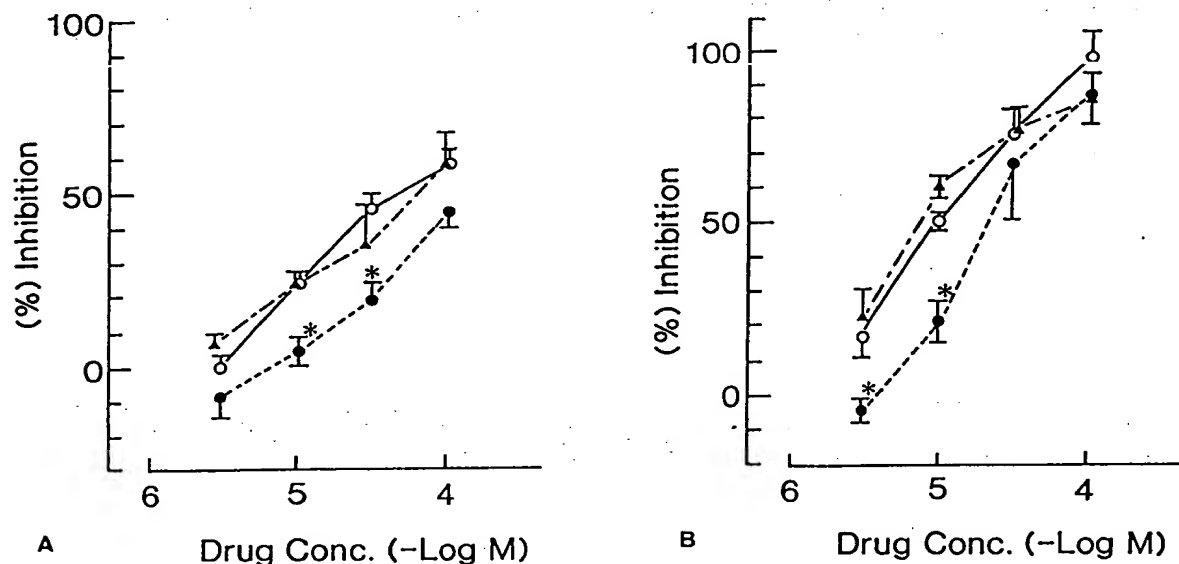 100
50
0
(%) Inhibition
*
*
6 5 4
A Drug Conc. (-Log M)
100
50
0
(%) Inhibition
*
*
6 5 4
B Drug Conc. (-Log M)